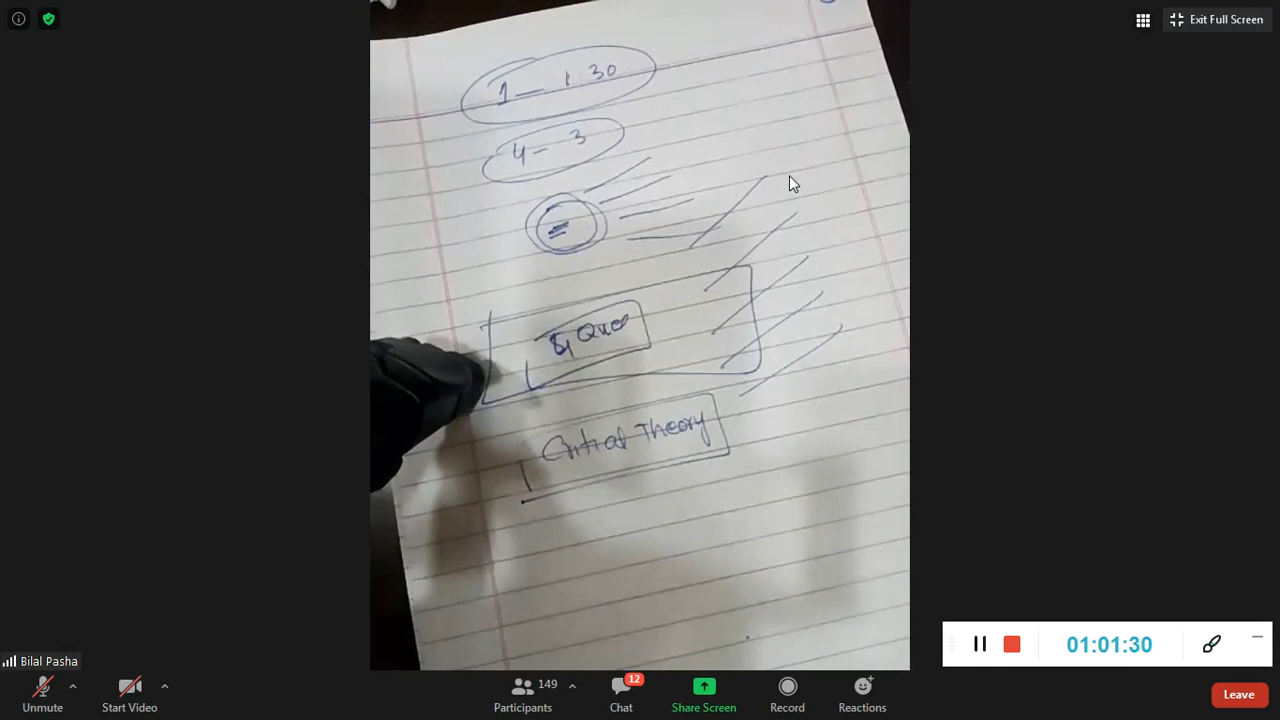 Exit Full Screen
1 — 1:30
4 — 3
Critical Theory
01:01:30
Bilal Pasha
Unmute
Start Video
149
Participants
12
Chat
Share Screen
Record
Reactions
Leave